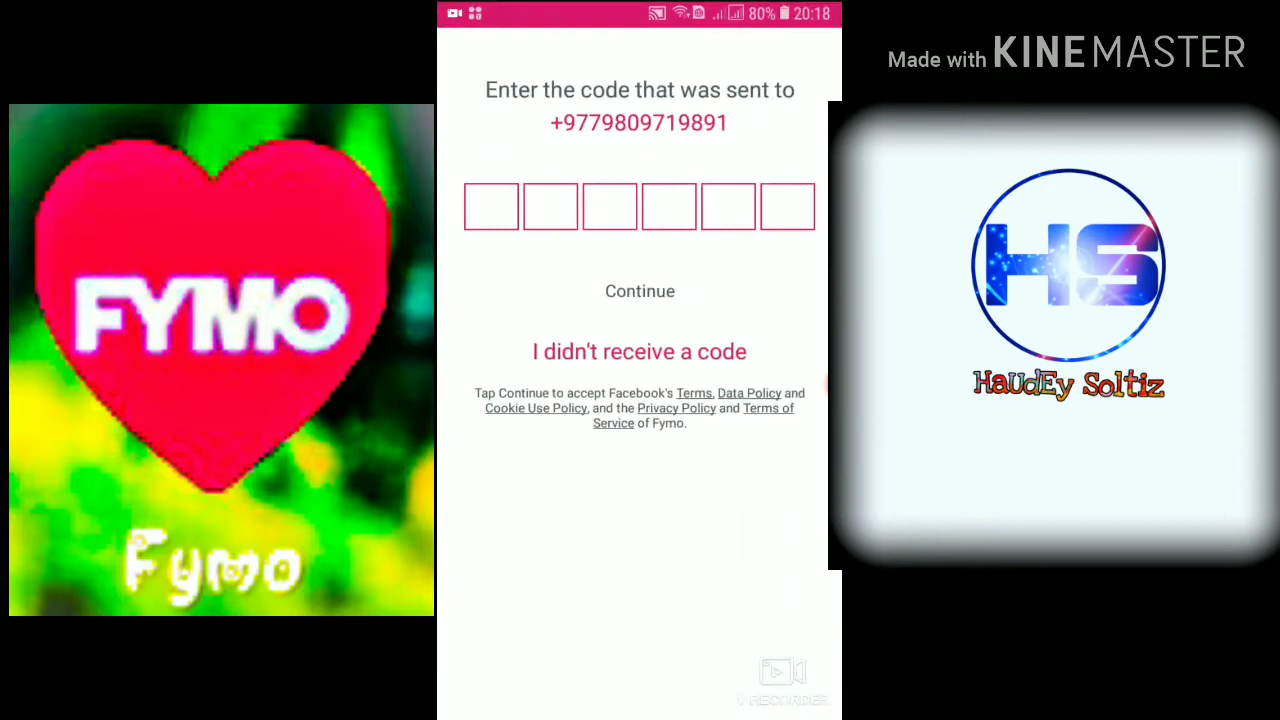 80% 20:18
Made with KINEMASTER
Enter the code that was sent to
+9779809719891
Continue
I didn't receive a code
Tap Continue to accept Facebook's Terms, Data Policy and
Cookie Use Policy, and the Privacy Policy and Terms of
Service of Fymo.
FYMO
Fymo
HS
HaudEy Soltiz
V RECORDER